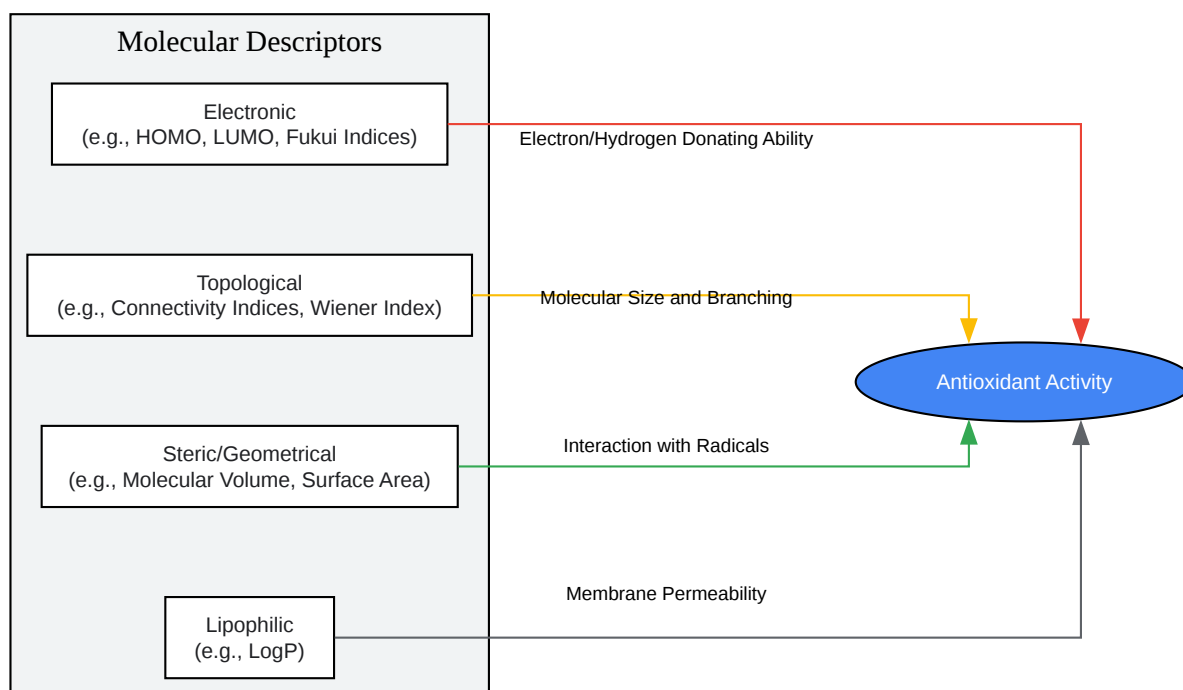 Molecular Descriptors
Electronic
(e.g., HOMO, LUMO, Fukui Indices)
Electron/Hydrogen Donating Ability
Topological
(e.g., Connectivity Indices, Wiener Index)
Molecular Size and Branching
Antioxidant Activity
Steric/Geometrical
(e.g., Molecular Volume, Surface Area)
Interaction with Radicals
Lipophilic
(e.g., LogP)
Membrane Permeability